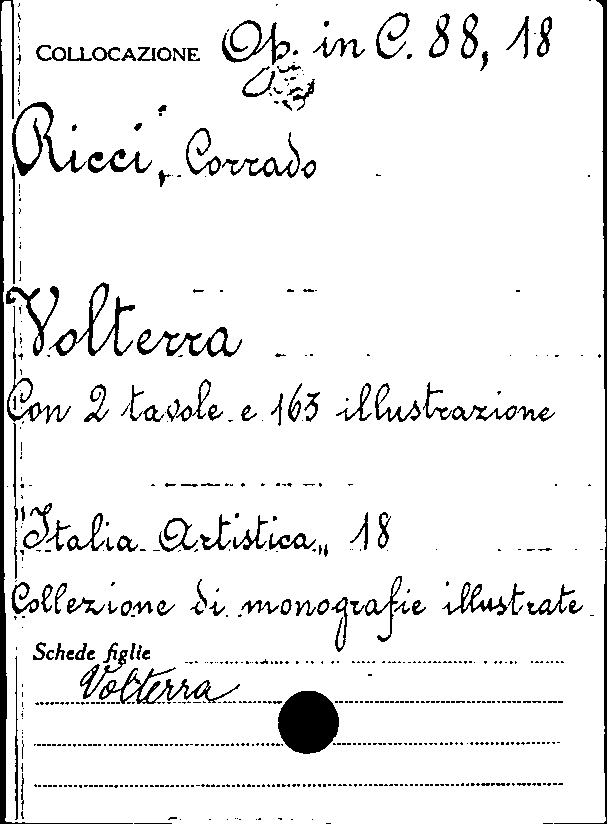 COLLOCAZIONE Op. in C. 88, 18
Ricci, Corrado
Volterra
Con 2 tavole e 163 illustrazione
"Italia Artistica„ 18
Collezione di monografie illustrate
Schede figlie
Volterra